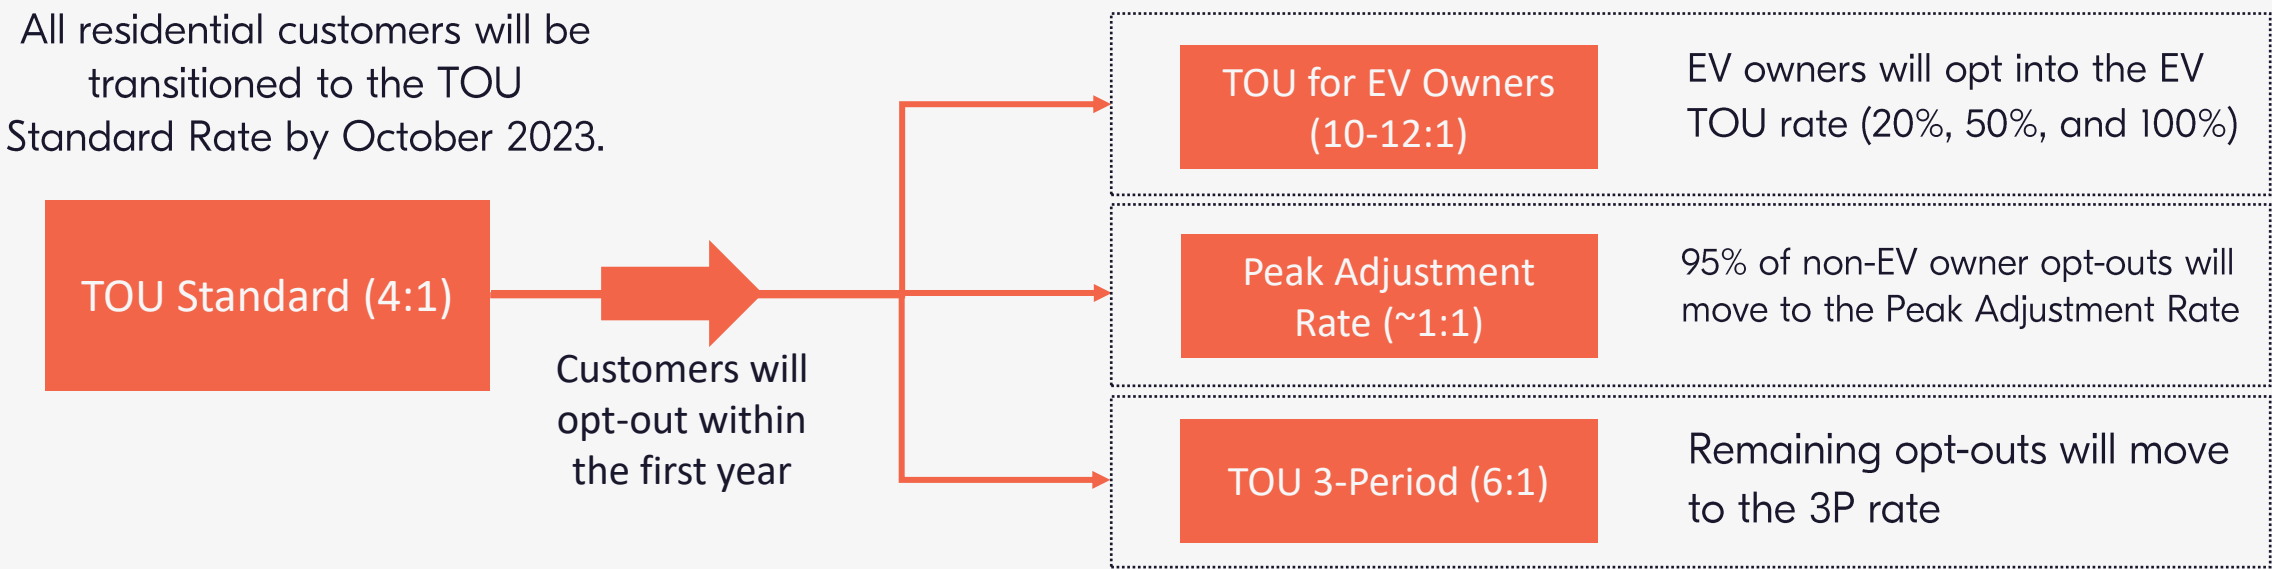 All residential customers will be
transitioned to the TOU
Standard Rate by October 2023.
TOU Standard (4:1)
Customers will
opt-out within
the first year
TOU for EV Owners
(10-12:1)
EV owners will opt into the EV
TOU rate (20%, 50%, and 100%)
Peak Adjustment
Rate (~1:1)
95% of non-EV owner opt-outs will
move to the Peak Adjustment Rate
TOU 3-Period (6:1)
Remaining opt-outs will move
to the 3P rate